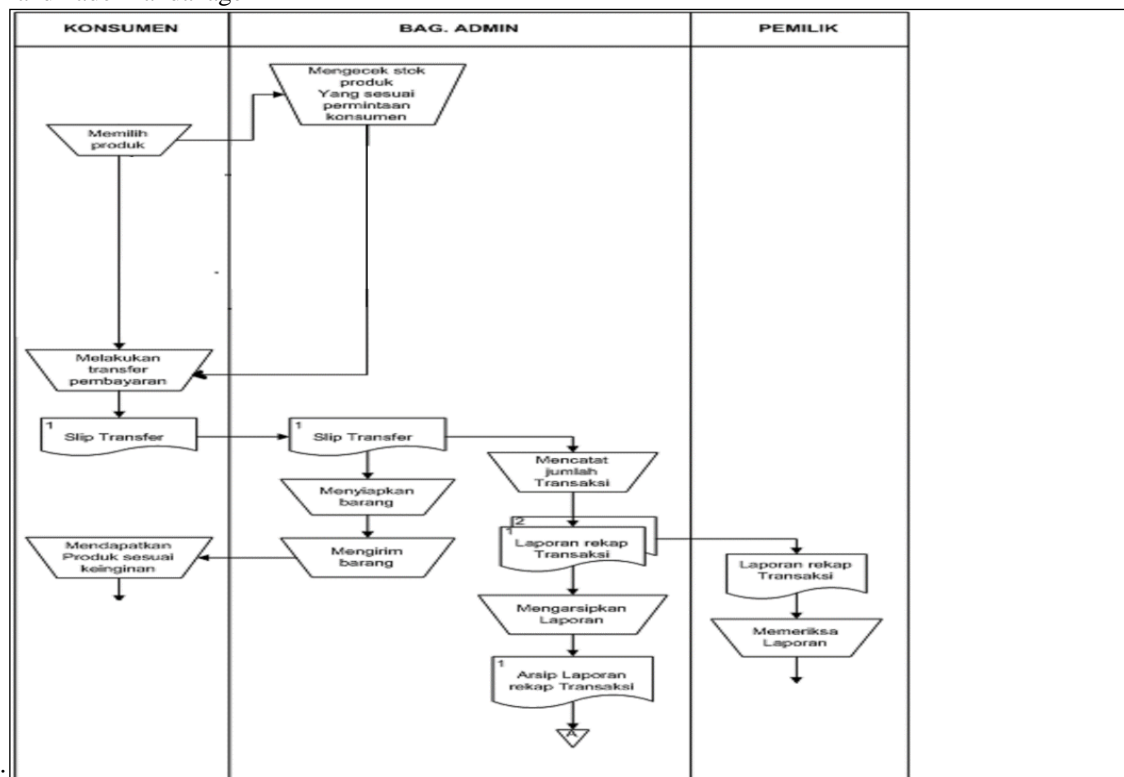 KONSUMEN
BAG. ADMIN
PEMILIK
Mengecek stok
produk
Yang sesuai
permintaan
konsumen
Memilih
produk
Melakukan
transfer
pembayaran
1
Slip Transfer
1
Slip Transfer
Mencatat
jumlah
Transaksi
Menyiapkan
barang
2
1
Laporan rekap
Transaksi
Mendapatkan
Produk sesuai
keinginan
Mengirim
barang
Laporan rekap
Transaksi
Mengarsipkan
Laporan
Memeriksa
Laporan
1
Arsip Laporan
rekap Transaksi
A